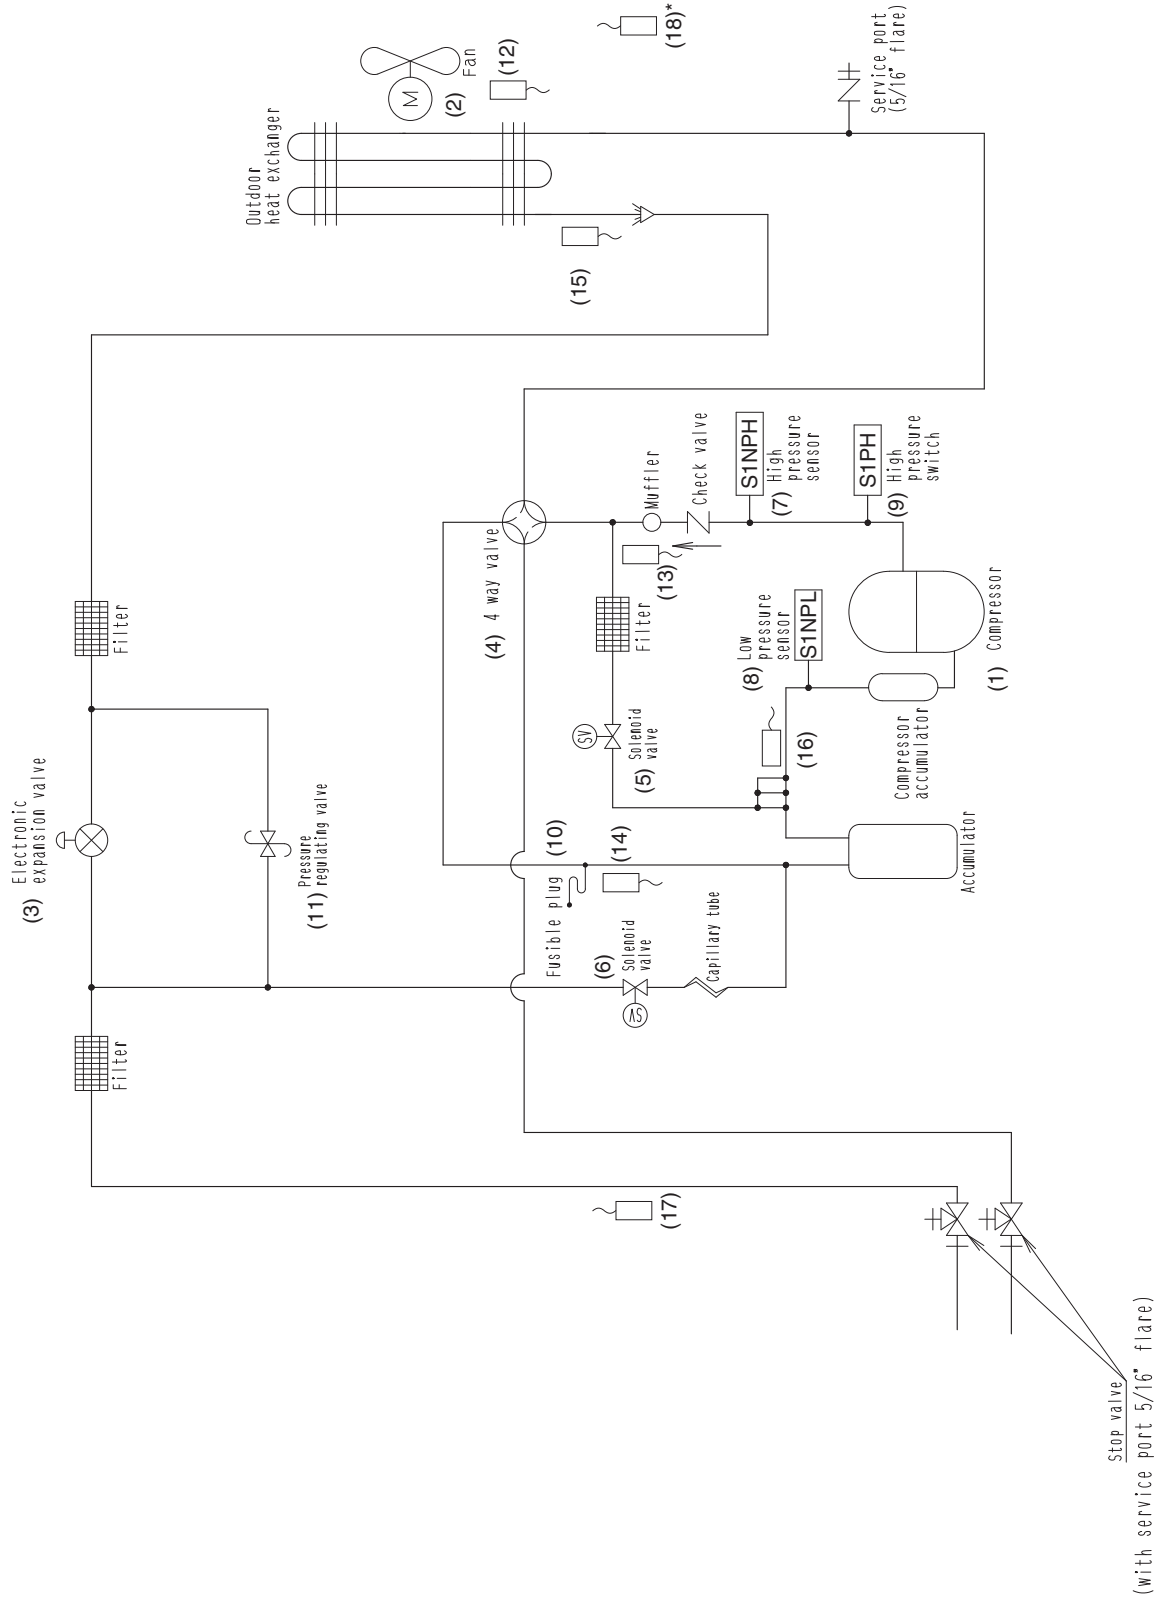 (3) Electronic
expansion valve
Filter
Filter
Pressure
(11) regulating valve
Outdoor
heat exchanger
M
(2)
Fan
(12)
(15)
(18)*
Service port
(5/16" flare)
(4) 4 way valve
Muffler
Check valve
S1NPH
(7) High
pressure
sensor
S1PH
(9) High
pressure
switch
(13)
Filter
SV
(5) Solenoid
valve
(8) Low
pressure
sensor
S1NPL
(16)
(1) Compressor
Compressor
accumulator
Accumulator
(10)
Fusible plug
(14)
(6)
Solenoid
valve
SV
Capillary tube
(17)
Stop valve
(with service port 5/16" flare)